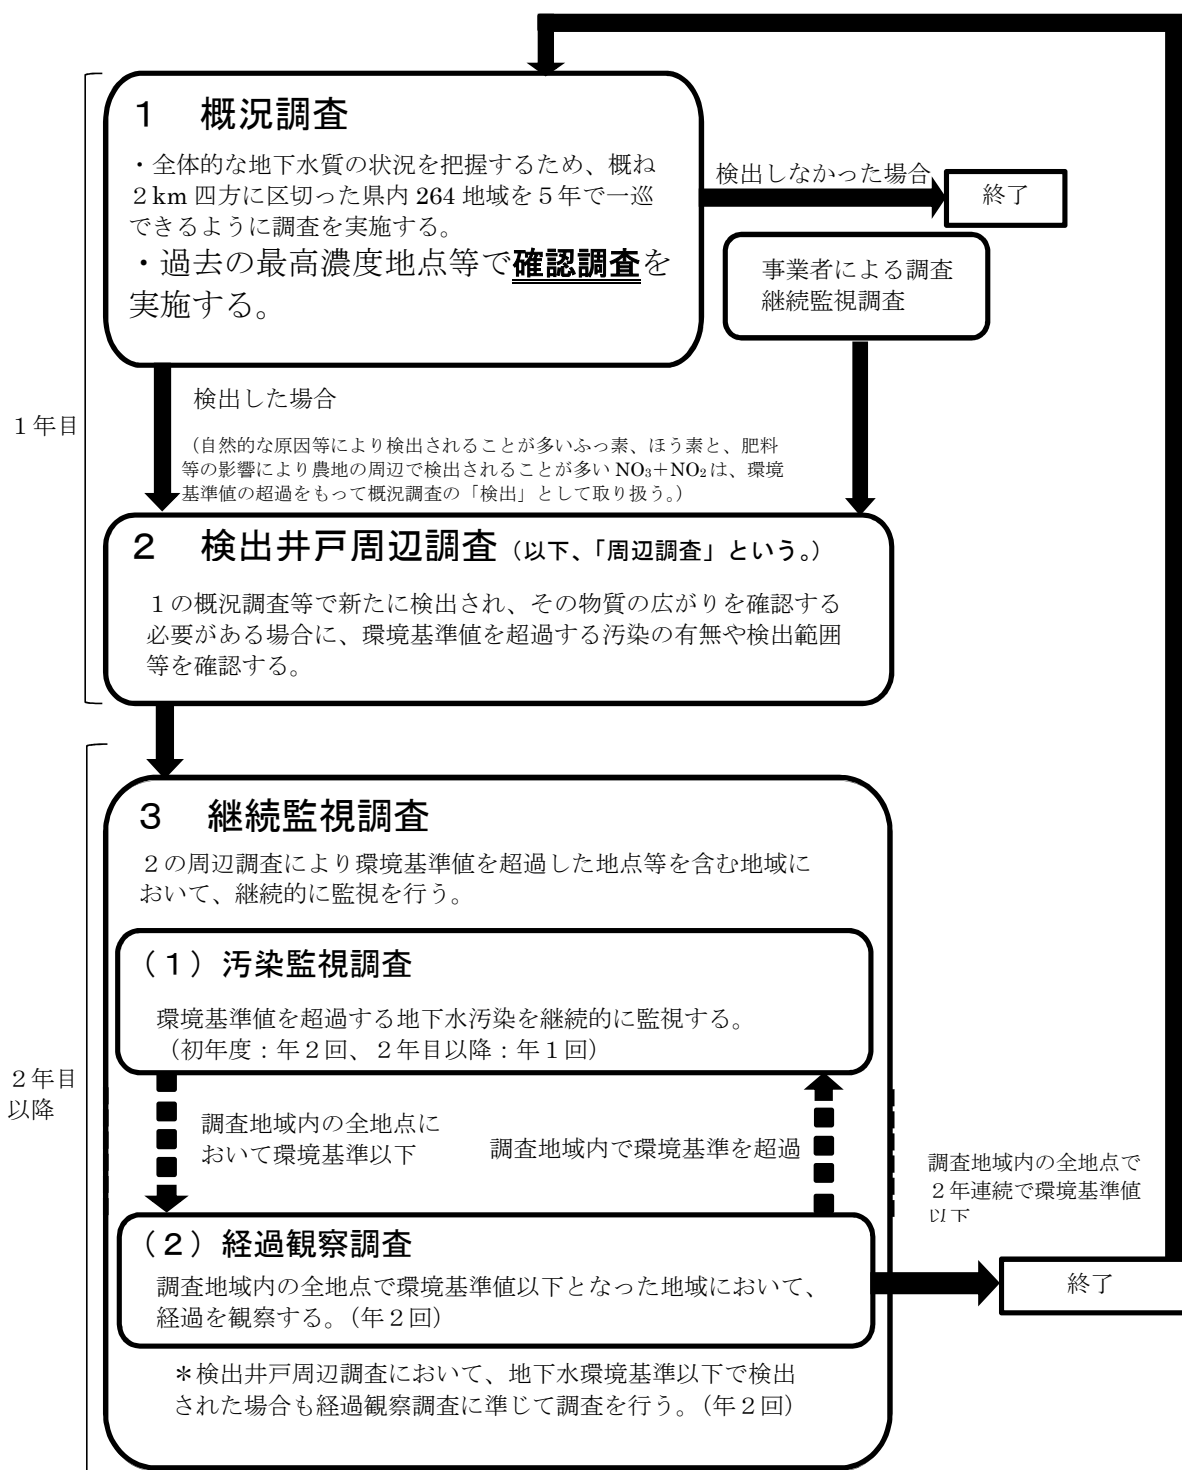 1年目
１　概況調査
・全体的な地下水質の状況を把握するため、概ね
２km 四方に区切った県内 264 地域を５年で一巡
できるように調査を実施する。
・過去の最高濃度地点等で確認調査を
実施する。
検出しなかった場合
終了
事業者による調査
継続監視調査
検出した場合
（自然的な原因等により検出されることが多いふっ素、ほう素と、肥料
等の影響により農地の周辺で検出されることが多い NO₃＋NO₂は、環境
基準値の超過をもって概況調査の「検出」として取り扱う。）
２　検出井戸周辺調査（以下、「周辺調査」という。）
１の概況調査等で新たに検出され、その物質の広がりを確認する
必要がある場合に、環境基準値を超過する汚染の有無や検出範囲
等を確認する。
２年目
以降
３　継続監視調査
２の周辺調査により環境基準値を超過した地点等を含む地域に
おいて、継続的に監視を行う。
（１）汚染監視調査
環境基準値を超過する地下水汚染を継続的に監視する。
（初年度：年２回、２年目以降：年１回）
調査地域内の全地点に
おいて環境基準以下
調査地域内で環境基準を超過
調査地域内の全地点で
２年連続で環境基準値
以下
（２）経過観察調査
調査地域内の全地点で環境基準値以下となった地域において、
経過を観察する。（年２回）
終了
＊検出井戸周辺調査において、地下水環境基準以下で検出
された場合も経過観察調査に準じて調査を行う。（年２回）